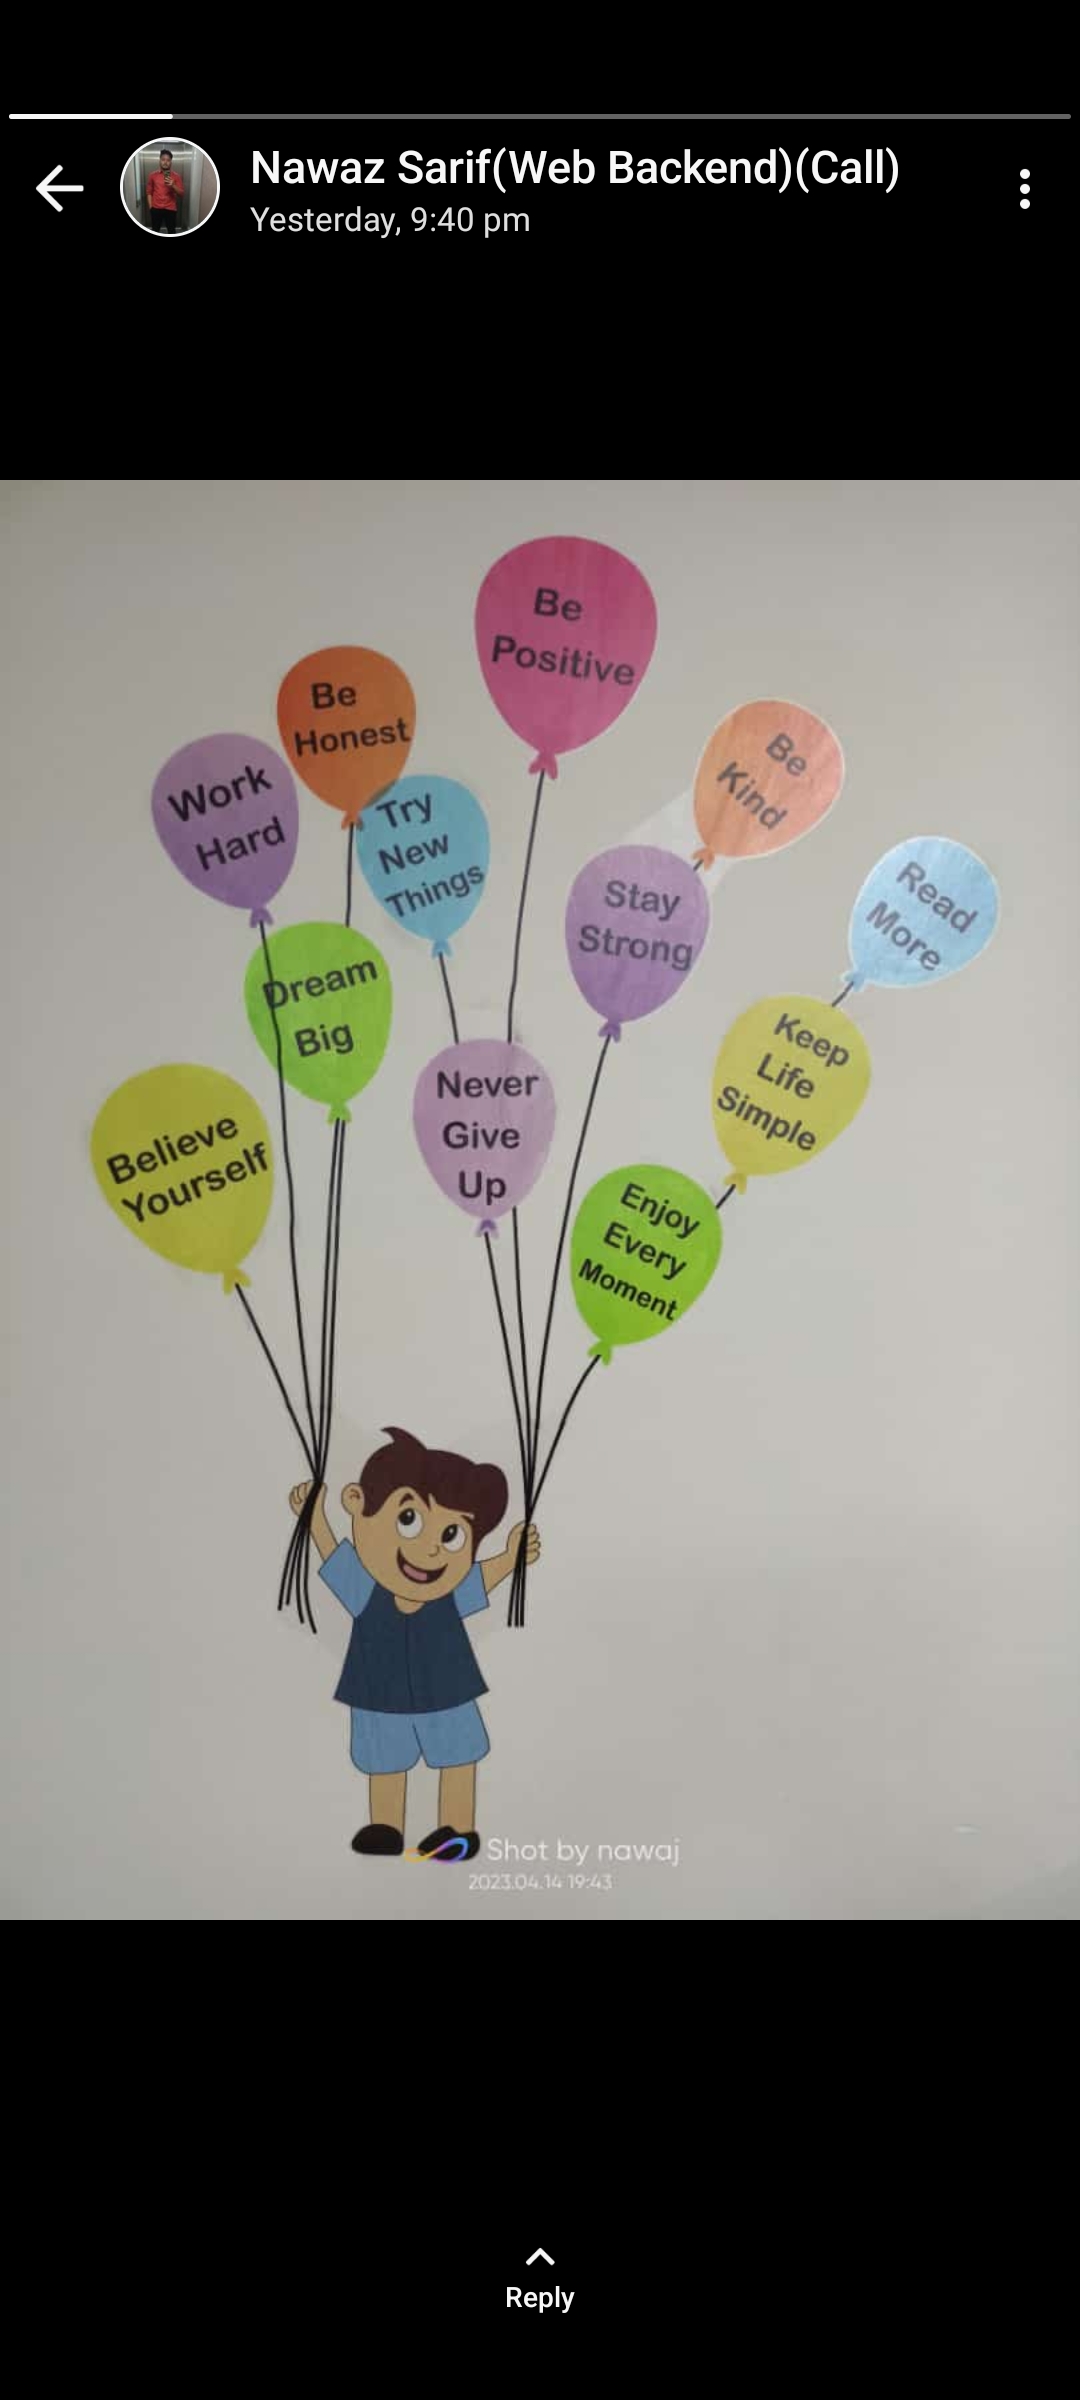 Nawaz Sarif(Web Backend)(Call)
Yesterday, 9:40 pm
Be
Positive
Be
Honest
Be
Kind
Work
Hard
Try
New
Things
Read
More
Stay
Strong
Dream
Big
Keep
Life
Simple
Never
Give
Up
Believe
Yourself
Enjoy
Every
Moment
Shot by nawaj
2023.04.14 19:43
Reply